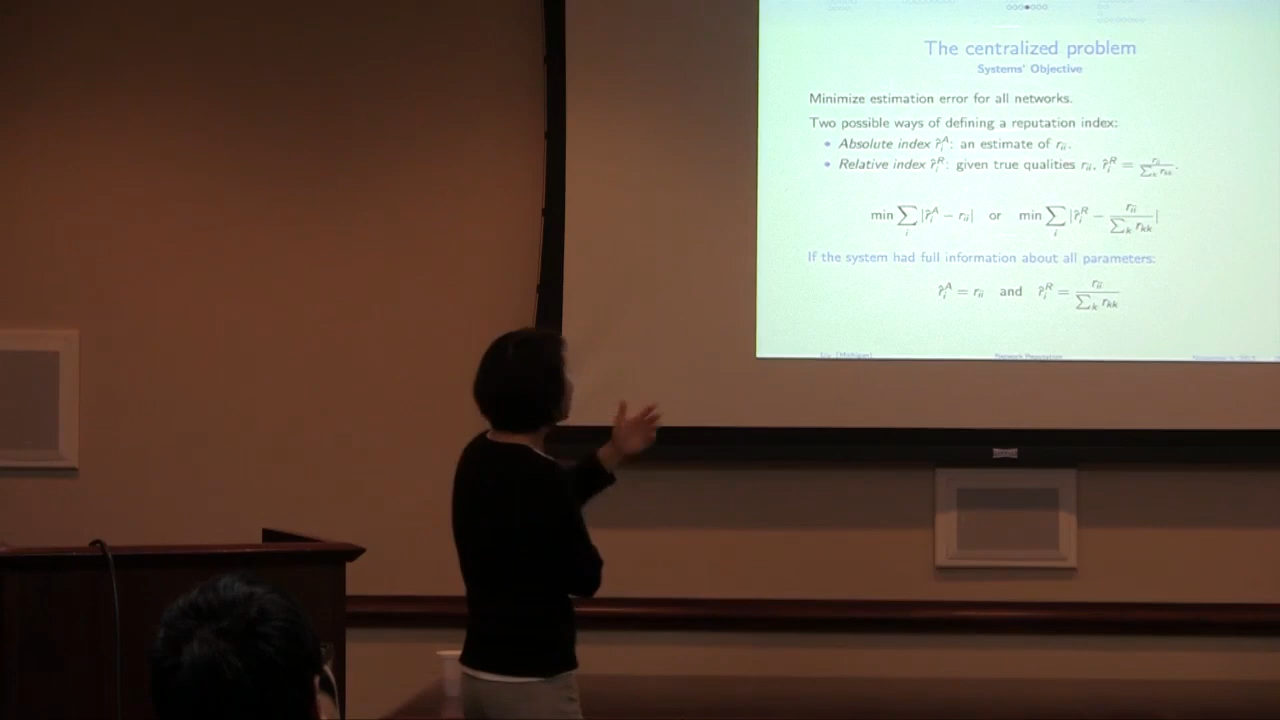 The centralized problem
Systems' Objective
Minimize estimation error for all networks.
Two possible ways of defining a reputation index:
• Absolute index r̂ᵢᴬ: an estimate of rᵢᵢ.
• Relative index r̂ᵢᴿ: given true qualities rᵢᵢ, r̂ᵢᴿ = rᵢᵢ / ∑ₖ rₖₖ.
min ∑ᵢ |r̂ᵢᴬ − rᵢᵢ| or min ∑ᵢ |r̂ᵢᴿ − rᵢᵢ / ∑ₖ rₖₖ|
If the system had full information about all parameters:
r̂ᵢᴬ = rᵢᵢ and r̂ᵢᴿ = rᵢᵢ / ∑ₖ rₖₖ
(Michigan) Network Reputation